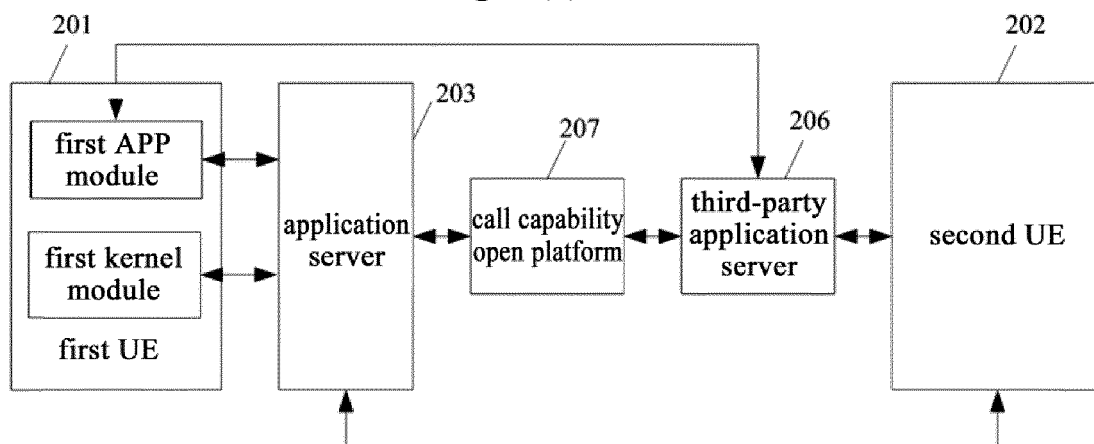 201
202
203
207
206
first APP
module
first kernel
module
first UE
application
server
call capability
open platform
third-party
application
server
second UE